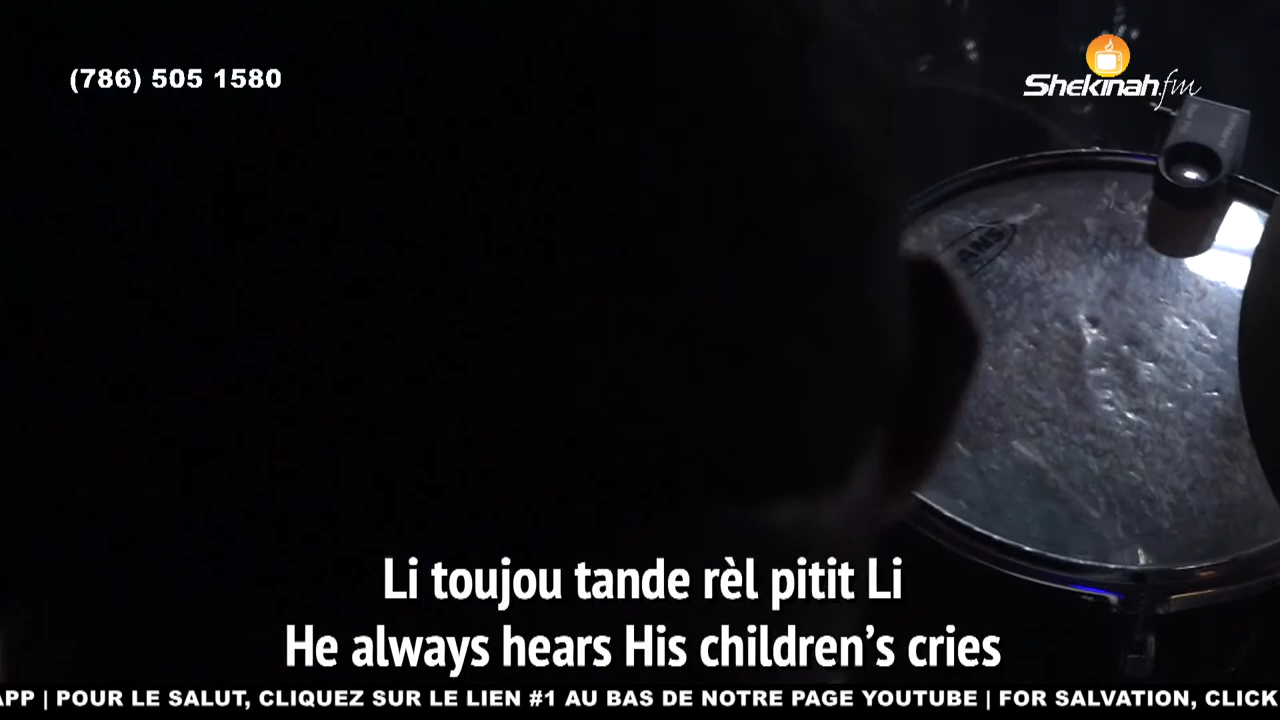 (786) 505 1580
Shekinah.fm
ANS
Li toujou tande rèl pitit Li
He always hears His children's cries
APP | POUR LE SALUT, CLIQUEZ SUR LE LIEN #1 AU BAS DE NOTRE PAGE YOUTUBE | FOR SALVATION, CLICK